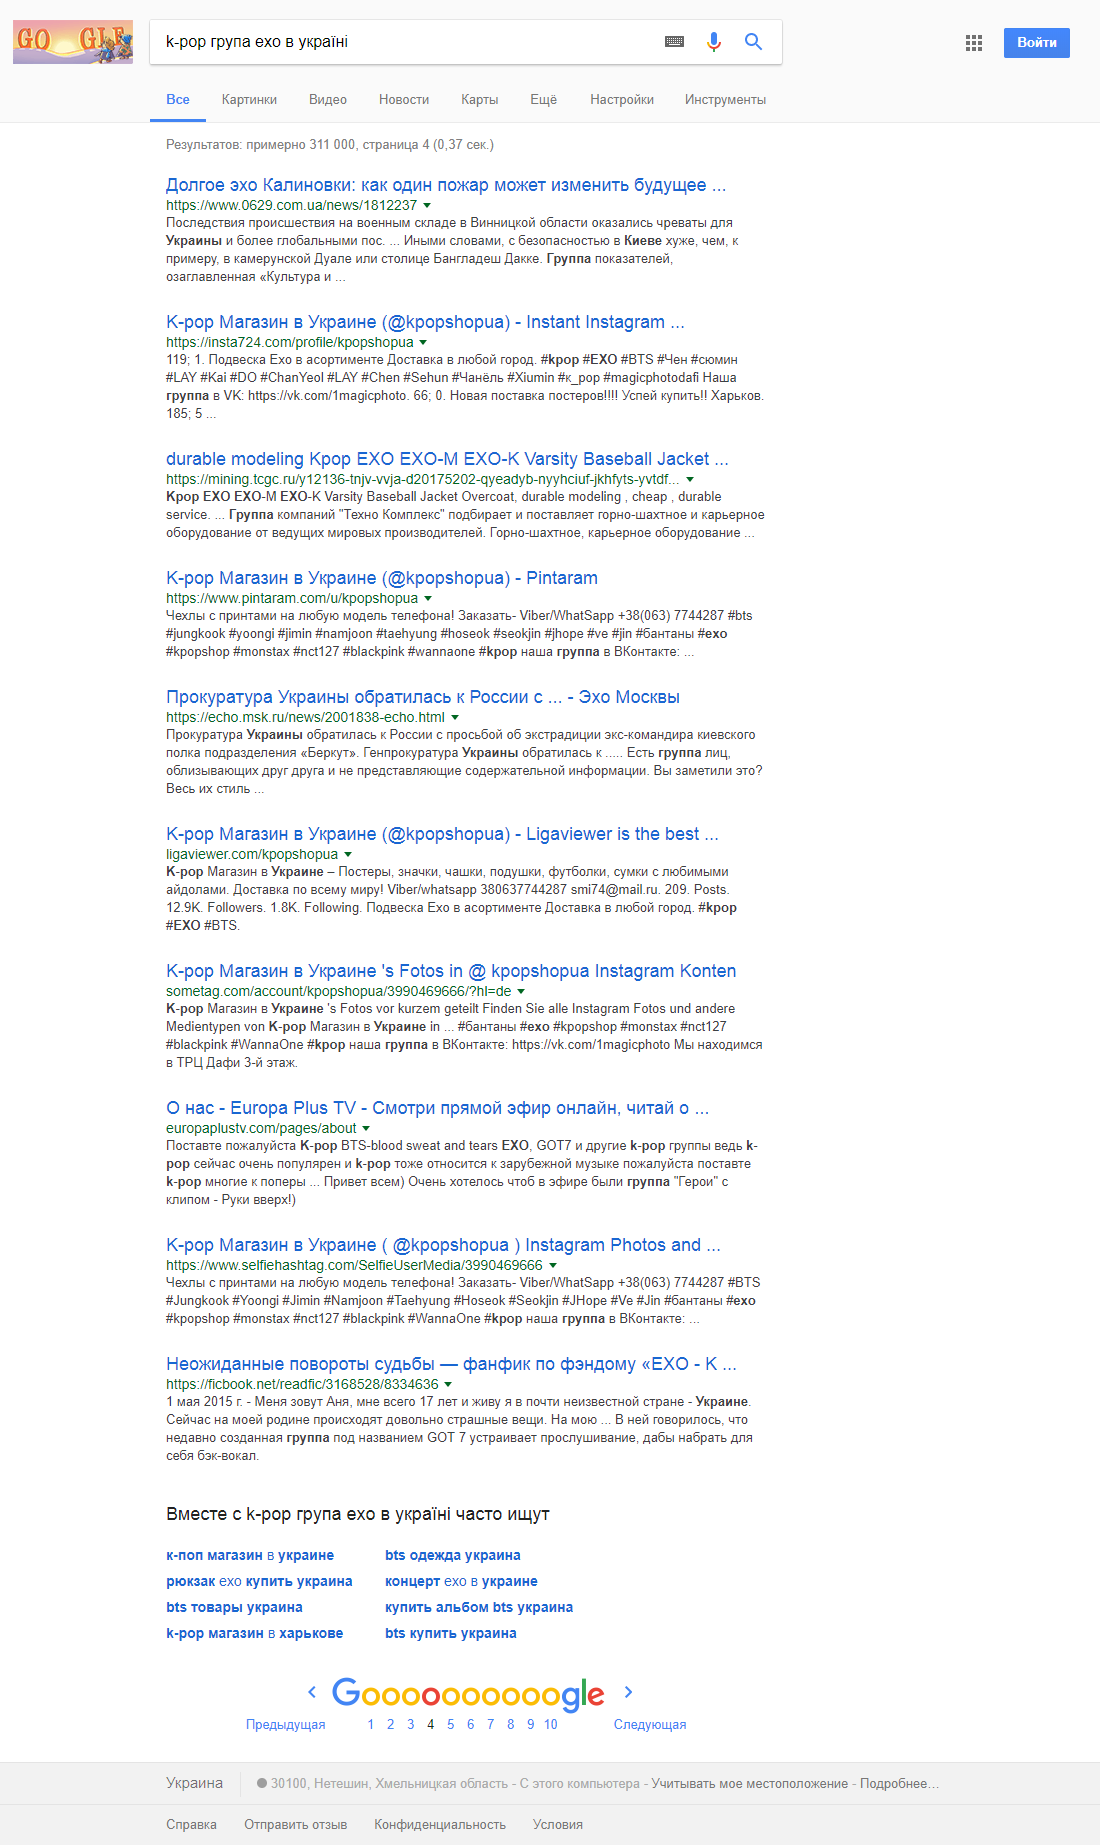 GO GLE
k-pop група exo в україні
Войти
Все Картинки Видео Новости Карты Ещё Настройки Инструменты
Результатов: примерно 311 000, страница 4 (0,37 сек.)
Долгое эхо Калиновки: как один пожар может изменить будущее ...
https://www.0629.com.ua/news/1812237
Последствия происшествия на военным складе в Винницкой области оказались чреваты для
Украины и более глобальными пос. ... Иными словами, с безопасностью в Киеве хуже, чем, к
примеру, в камерунской Дуале или столице Бангладеш Дакке. Группа показателей,
озаглавленная «Культура и ...
K-pop Магазин в Украине (@kpopshopua) - Instant Instagram ...
https://insta724.com/profile/kpopshopua
119; 1. Подвеска Exo в асортименте Доставка в любой город. #kpop #EXO #BTS #Чен #сюмин
#LAY #Kai #DO #ChanYeol #LAY #Chen #Sehun #Чанёль #Xiumin #к_pop #magicphotodafi Наша
группа в VK: https://vk.com/1magicphoto. 66; 0. Новая поставка постеров!!!! Успей купить!! Харьков.
185; 5 ...
durable modeling Kpop EXO EXO-M EXO-K Varsity Baseball Jacket ...
https://mining.tcgc.ru/y12136-tnjv-vvja-d20175202-qyeadyb-nyyhciuf-jkhfyts-yvtdf...
Kpop EXO EXO-M EXO-K Varsity Baseball Jacket Overcoat, durable modeling , cheap , durable
service. ... Группа компаний "Техно Комплекс" подбирает и поставляет горно-шахтное и карьерное
оборудование от ведущих мировых производителей. Горно-шахтное, карьерное оборудование ...
K-pop Магазин в Украине (@kpopshopua) - Pintaram
https://www.pintaram.com/u/kpopshopua
Чехлы с принтами на любую модель телефона! Заказать- Viber/WhatSapp +38(063) 7744287 #bts
#jungkook #yoongi #jimin #namjoon #taehyung #hoseok #seokjin #jhope #ve #jin #бантаны #exo
#kpopshop #monstax #nct127 #blackpink #wannaone #kpop наша группа в ВКонтакте: ...
Прокуратура Украины обратилась к России с ... - Эхо Москвы
https://echo.msk.ru/news/2001838-echo.html
Прокуратура Украины обратилась к России с просьбой об экстрадиции экс-командира киевского
полка подразделения «Беркут». Генпрокуратура Украины обратилась к ..... Есть группа лиц,
облизывающих друг друга и не представляющие содержательной информации. Вы заметили это?
Весь их стиль ...
K-pop Магазин в Украине (@kpopshopua) - Ligaviewer is the best ...
ligaviewer.com/kpopshopua
K-pop Магазин в Украине – Постеры, значки, чашки, подушки, футболки, сумки с любимыми
айдолами. Доставка по всему миру! Viber/whatsapp 380637744287 smi74@mail.ru. 209. Posts.
12.9K. Followers. 1.8K. Following. Подвеска Exo в асортименте Доставка в любой город. #kpop
#EXO #BTS.
K-pop Магазин в Украине 's Fotos in @ kpopshopua Instagram Konten
sometag.com/account/kpopshopua/3990469666/?hl=de
K-pop Магазин в Украине 's Fotos vor kurzem geteilt Finden Sie alle Instagram Fotos und andere
Medientypen von K-pop Магазин в Украине in ... #бантаны #exo #kpopshop #monstax #nct127
#blackpink #WannaOne #kpop наша группа в ВКонтакте: https://vk.com/1magicphoto Мы находимся
в ТРЦ Дафи 3-й этаж.
О нас - Europa Plus TV - Смотри прямой эфир онлайн, читай о ...
europaplustv.com/pages/about
Поставте пожалуйста K-pop BTS-blood sweat and tears EXO, GOT7 и другие k-pop группы ведь k-
pop сейчас очень популярен и k-pop тоже относится к зарубежной музыке пожалуйста поставте
k-pop многие к поперы ... Привет всем) Очень хотелось чтоб в эфире были группа "Герои" с
клипом - Руки вверх!)
K-pop Магазин в Украине ( @kpopshopua ) Instagram Photos and ...
https://www.selfiehashtag.com/SelfieUserMedia/3990469666
Чехлы с принтами на любую модель телефона! Заказать- Viber/WhatSapp +38(063) 7744287 #BTS
#Jungkook #Yoongi #Jimin #Namjoon #Taehyung #Hoseok #Seokjin #JHope #Ve #Jin #бантаны #exo
#kpopshop #monstax #nct127 #blackpink #WannaOne #kpop наша группа в ВКонтакте: ...
Неожиданные повороты судьбы — фанфик по фэндому «EXO - K ...
https://ficbook.net/readfic/3168528/8334636
1 мая 2015 г. - Меня зовут Аня, мне всего 17 лет и живу я в почти неизвестной стране - Украине.
Сейчас на моей родине происходят довольно страшные вещи. На мою ... В ней говорилось, что
недавно созданная группа под названием GOT 7 устраивает прослушивание, дабы набрать для
себя бэк-вокал.
Вместе с k-pop група exo в україні часто ищут
к-поп магазин в украине bts одежда украина
рюкзак exo купить украина концерт exo в украине
bts товары украина купить альбом bts украина
k-pop магазин в харькове bts купить украина
Goooooooooogle
Предыдущая 1 2 3 4 5 6 7 8 9 10 Следующая
Украина 30100, Нетешин, Хмельницкая область - С этого компьютера - Учитывать мое местоположение - Подробнее…
Справка Отправить отзыв Конфиденциальность Условия